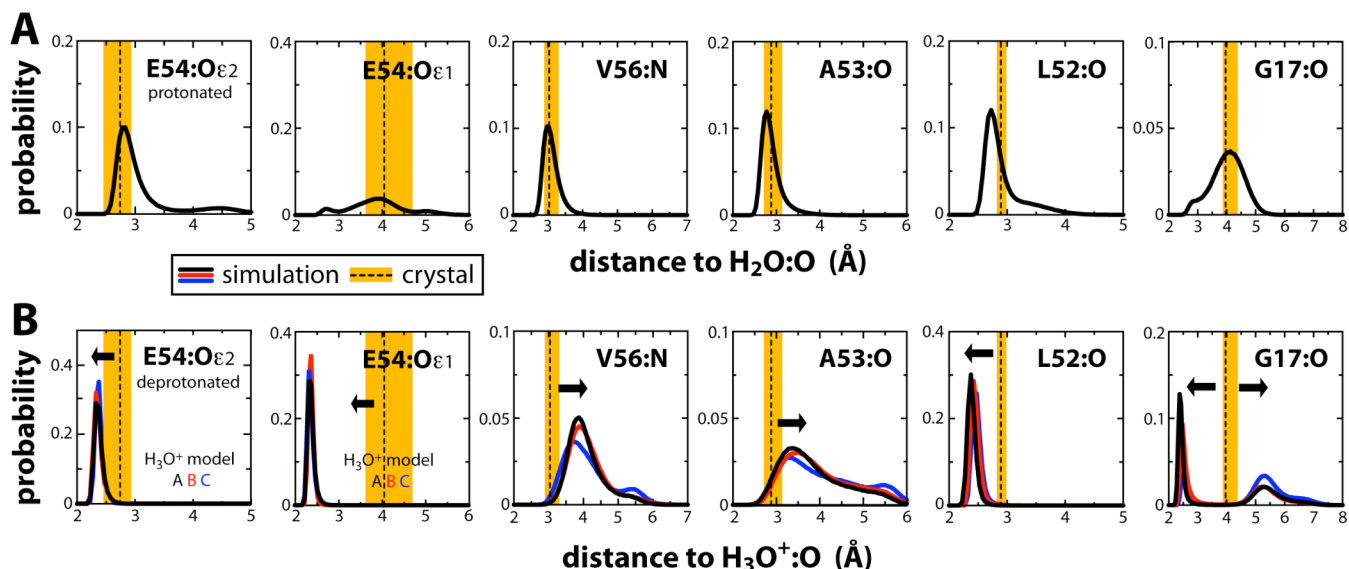 A
probability
0.2
0.1
0
2 3 4 5
E54:Oε2
protonated
0.4
0.2
0
2 3 4 5 6
E54:Oε1
0.2
0.1
0
2 3 4 5 6 7
V56:N
0.2
0.1
0
2 3 4 5 6
A53:O
0.2
0.1
0
2 3 4 5
L52:O
0.1
0.05
0
2 3 4 5 6 7 8
G17:O
distance to H₂O:O (Å)
simulation crystal
B
probability
0.4
0.2
0
2 3 4 5
E54:Oε2
deprotonated
H₃O⁺ model
A B C
0.4
0.3
0.2
0.1
0
2 3 4 5 6
E54:Oε1
H₃O⁺ model
A B C
0.1
0.05
0
2 3 4 5 6 7
V56:N
0.1
0.05
0
2 3 4 5 6
A53:O
0.4
0.3
0.2
0.1
0
2 3 4 5
L52:O
0.2
0.1
0
2 3 4 5 6 7 8
G17:O
distance to H₃O⁺:O (Å)